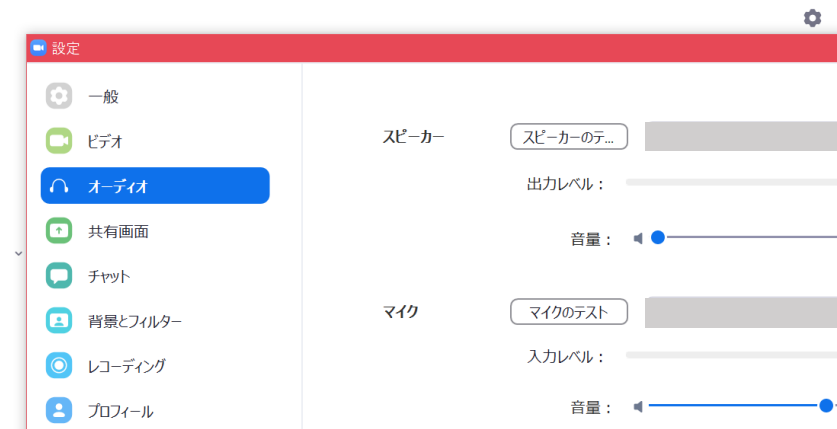 設定
一般
ビデオ
オーディオ
共有画面
チャット
背景とフィルター
レコーディング
プロフィール
スピーカー
スピーカーのテ...
出力レベル：
音量：
マイク
マイクのテスト
入力レベル：
音量：